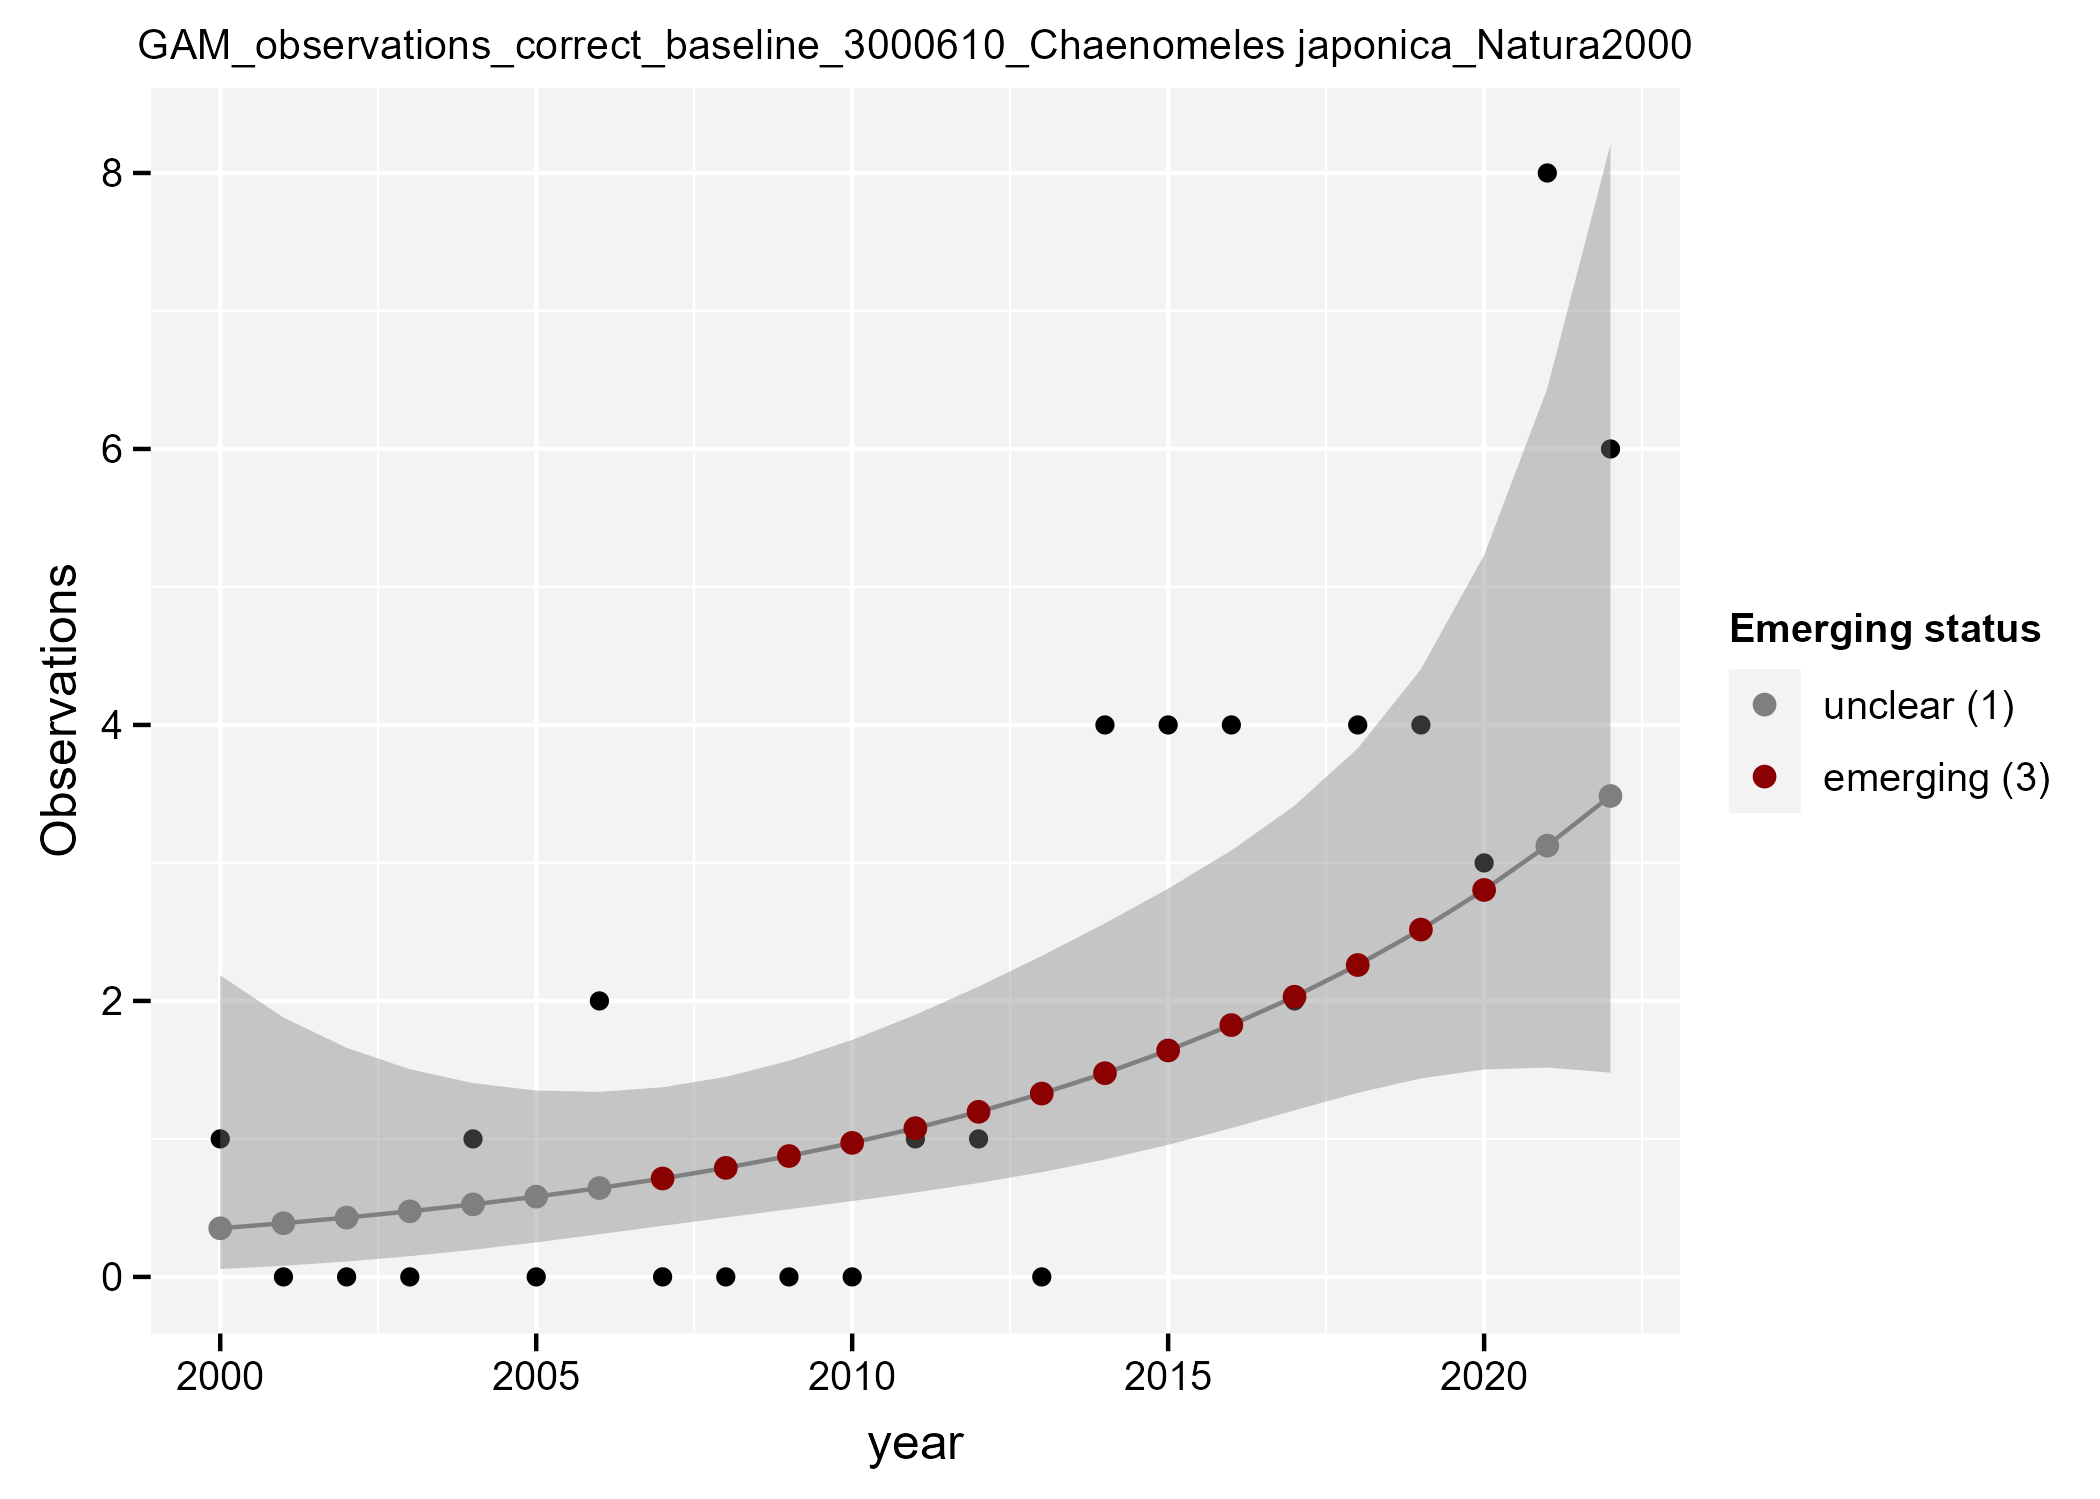 GAM_observations_correct_baseline_3000610_Chaenomeles japonica_Natura2000
Observations
8
6
4
2
0
2000 2005 2010 2015 2020
year
Emerging status
unclear (1)
emerging (3)